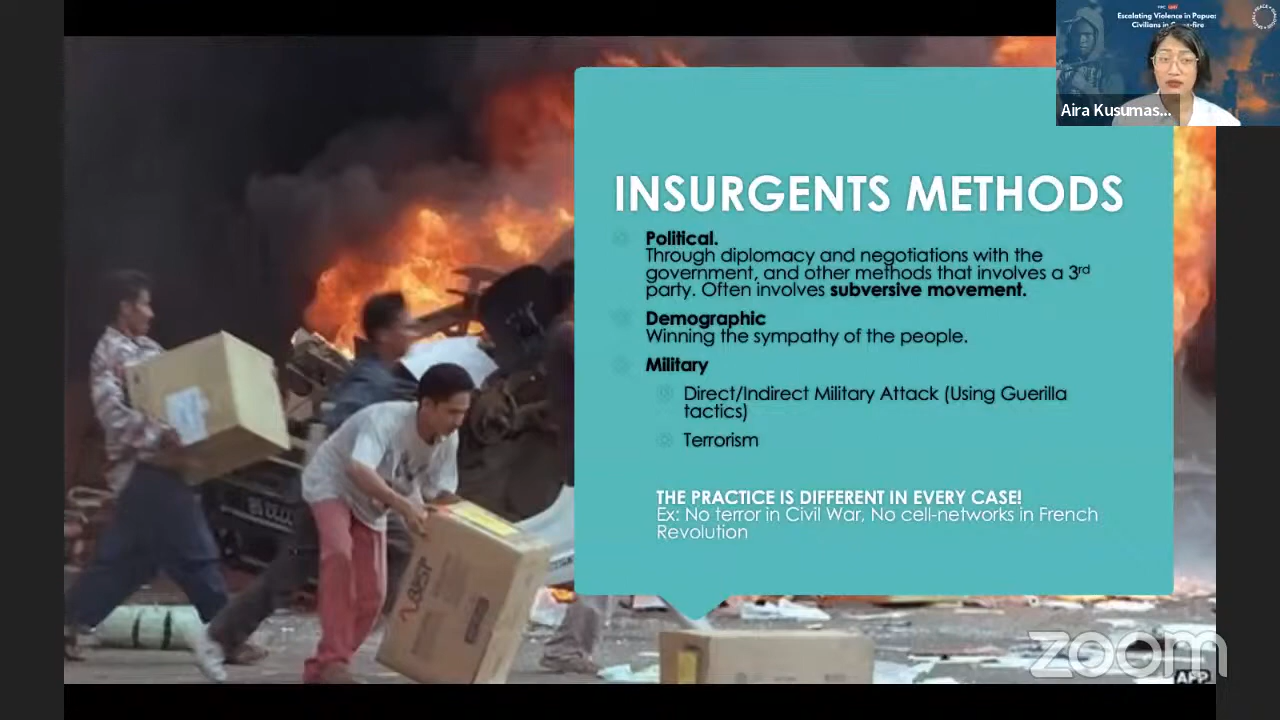 Escalating Violence in Papua:
Civilians in
Aira Kusumas...
INSURGENTS METHODS
Political.
Through diplomacy and negotiations with the
government, and other methods that involves a 3rd
party. Often involves subversive movement.
Demographic
Winning the sympathy of the people.
Military
Direct/Indirect Military Attack (Using Guerilla
tactics)
Terrorism
THE PRACTICE IS DIFFERENT IN EVERY CASE!
Ex: No terror in Civil War, No cell-networks in French
Revolution
zoom
AFP